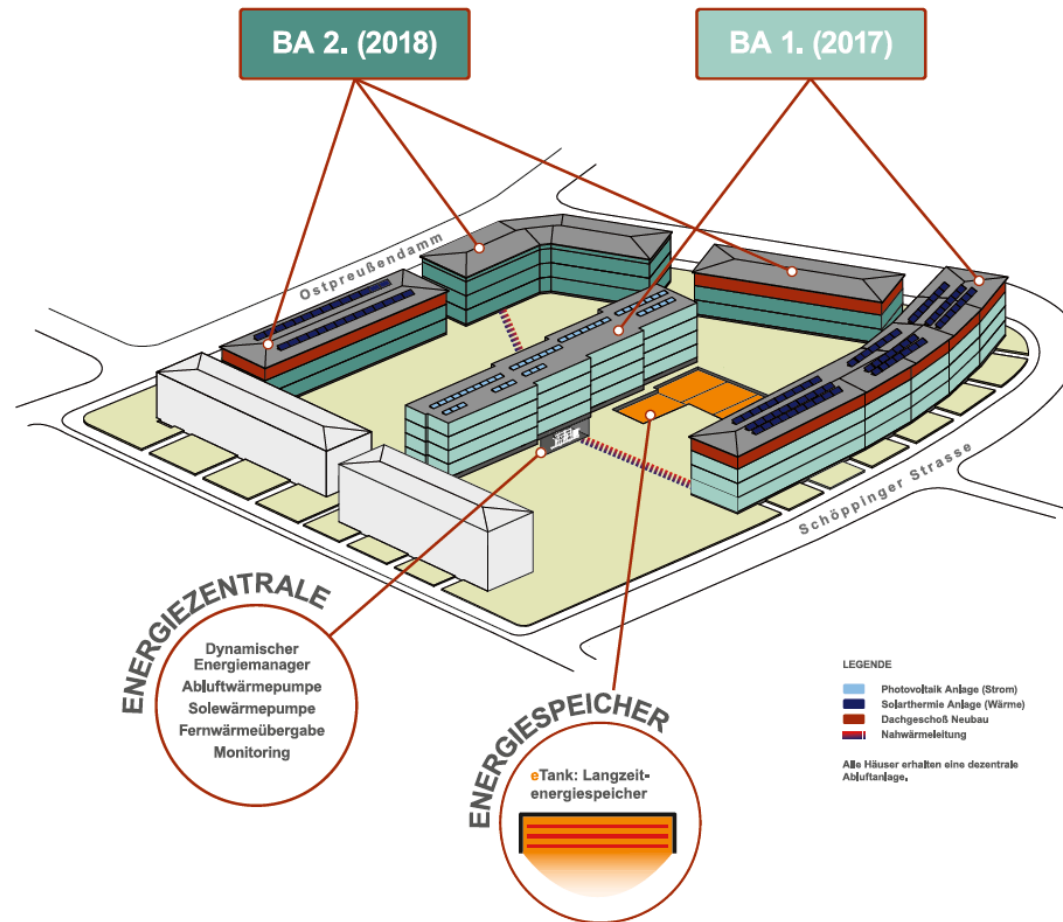 BA 2. (2018)
BA 1. (2017)
Ostpreußendamm
Schöppinger Strasse
ENERGIEZENTRALE
Dynamischer
Energiemanager
Abluftwärmepumpe
Solewärmepumpe
Fernwärmeübergabe
Monitoring
ENERGIESPEICHER
eTank: Langzeit-
energiespeicher
LEGENDE
Photovoltaik Anlage (Strom)
Solarthermie Anlage (Wärme)
Dachgeschoß Neubau
Nahwärmeleitung
Alle Häuser erhalten eine dezentrale
Abluftanlage.